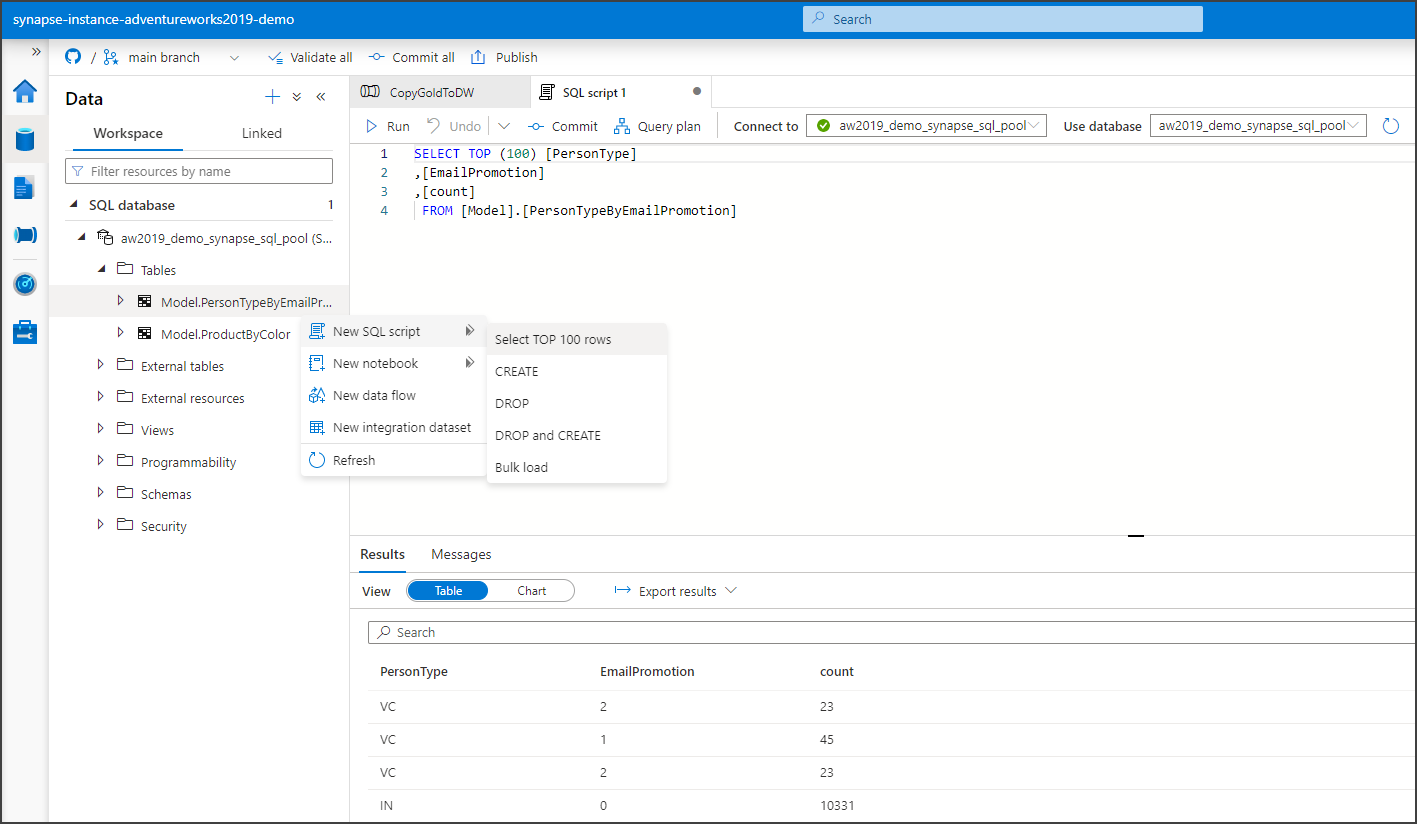 synapse-instance-adventureworks2019-demo
Search
/ main branch
Validate all
Commit all
Publish
Data
Workspace
Linked
Filter resources by name
SQL database
1
aw2019_demo_synapse_sql_pool (S...
Tables
Model.PersonTypeByEmailPr...
Model.ProductByColor
External tables
External resources
Views
Programmability
Schemas
Security
New SQL script
New notebook
New data flow
New integration dataset
Refresh
Select TOP 100 rows
CREATE
DROP
DROP and CREATE
Bulk load
CopyGoldToDW
SQL script 1
Run
Undo
Commit
Query plan
Connect to
aw2019_demo_synapse_sql_pool
Use database
aw2019_demo_synapse_sql_pool
1 SELECT TOP (100) [PersonType]
2 ,[EmailPromotion]
3 ,[count]
4 FROM [Model].[PersonTypeByEmailPromotion]
Results
Messages
View
Table
Chart
Export results
Search
PersonType EmailPromotion count
VC 2 23
VC 1 45
VC 2 23
IN 0 10331